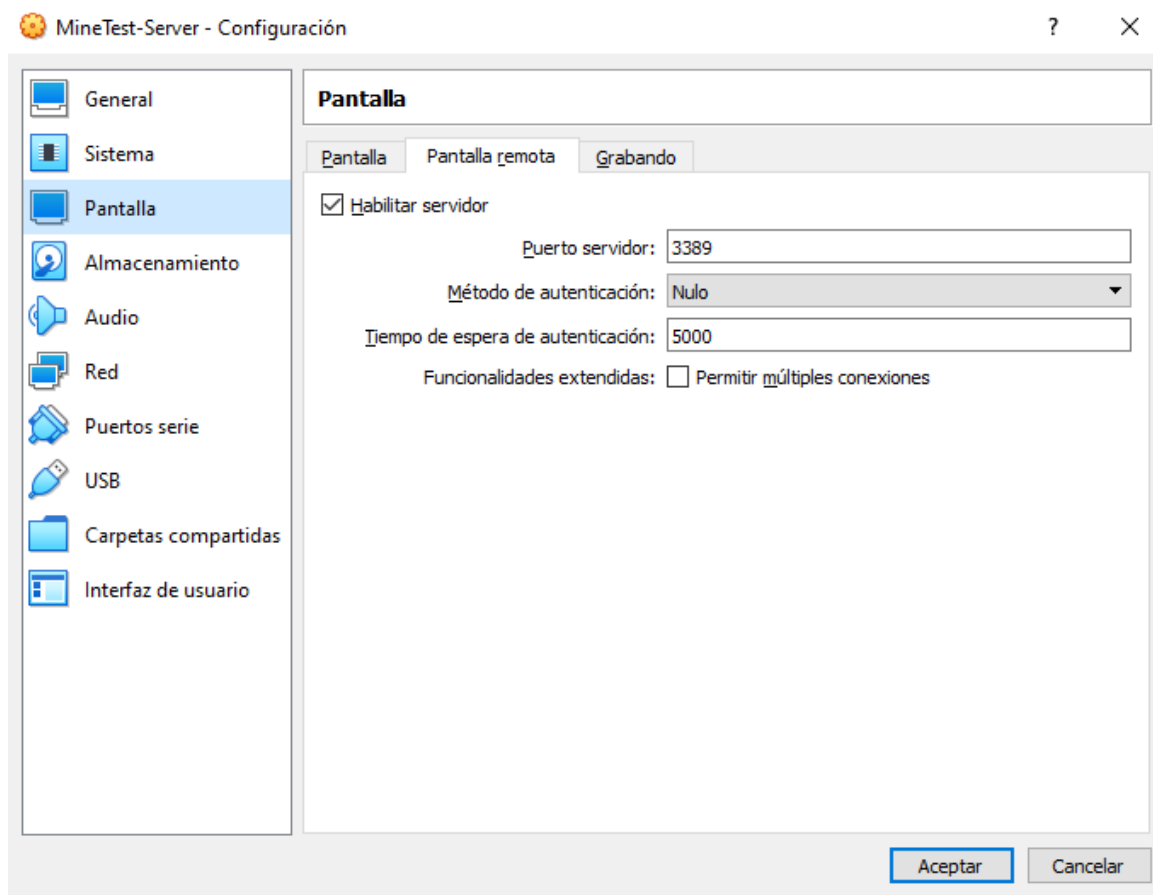 MineTest-Server - Configuración ?
General
Sistema
Pantalla
Almacenamiento
Audio
Red
Puertos serie
USB
Carpetas compartidas
Interfaz de usuario
Pantalla
Pantalla Pantalla remota Grabando
Habilitar servidor
Puerto servidor: 3389
Método de autenticación: Nulo
Tiempo de espera de autenticación: 5000
Funcionalidades extendidas: Permitir múltiples conexiones
Aceptar Cancelar